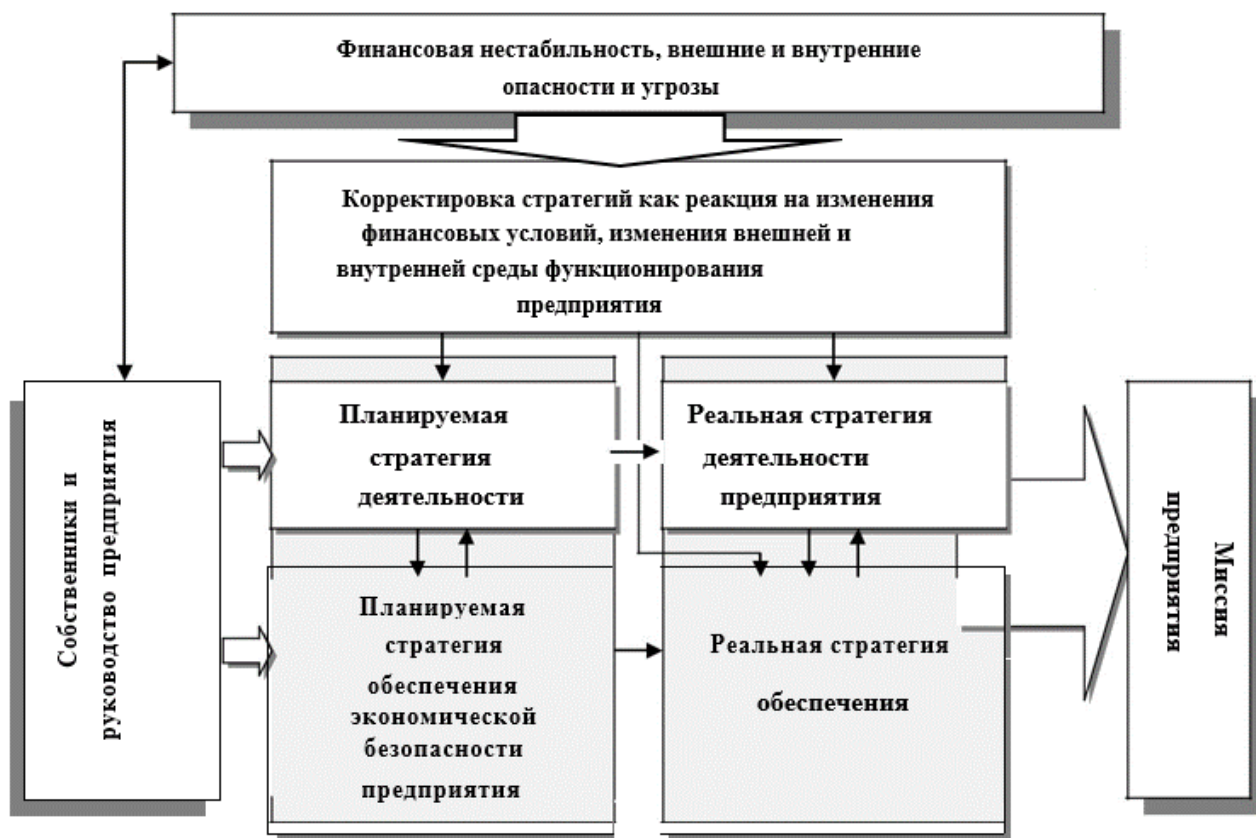 Финансовая нестабильность, внешние и внутренние
опасности и угрозы
Корректировка стратегий как реакция на изменения
финансовых условий, изменения внешней и
внутренней среды функционирования
предприятия
Собственники и
руководство предприятия
Планируемая
стратегия
деятельности
Реальная стратегия
деятельности
предприятия
Планируемая
стратегия
обеспечения
экономической
безопасности
предприятия
Реальная стратегия
обеспечения
Миссия
предприятия